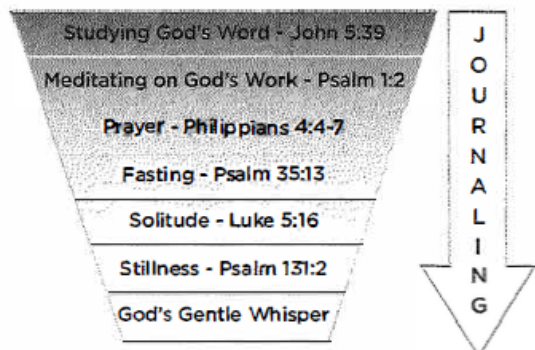 Studying God's Word - John 5:39
Meditating on God's Work - Psalm 1:2
Prayer - Philippians 4:4-7
Fasting - Psalm 35:13
Solitude - Luke 5:16
Stillness - Psalm 131:2
God's Gentle Whisper
JOURNALING